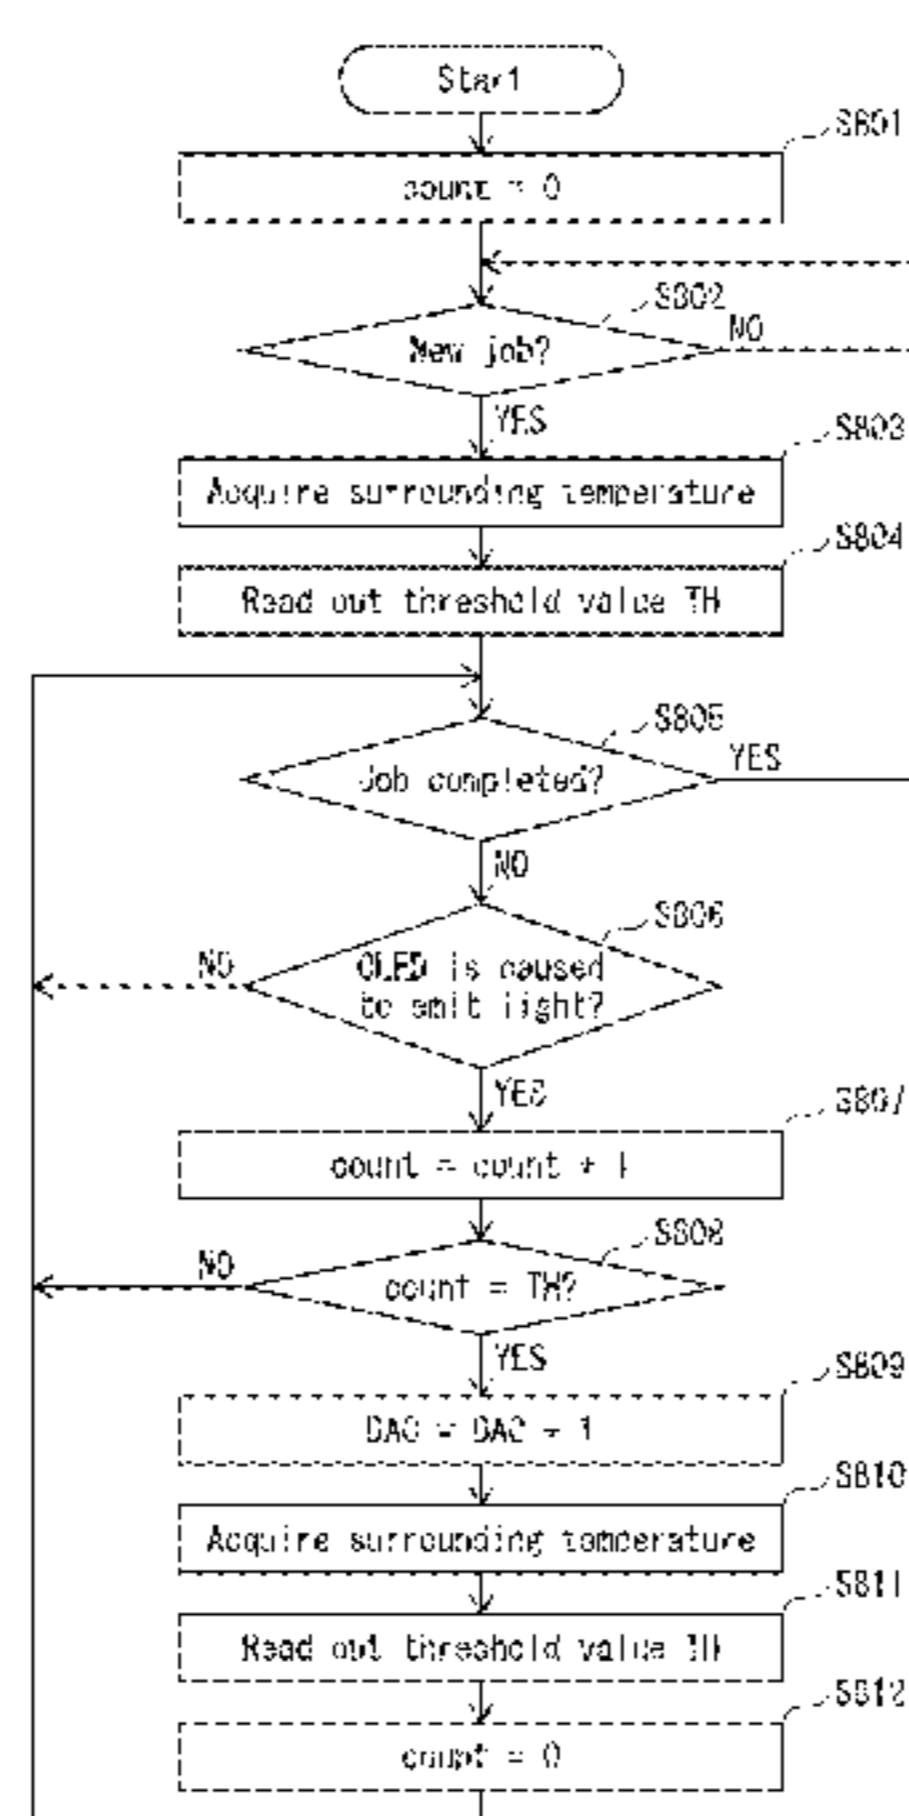 Start
S801
count = 0
S802
New job?
NO
YES
S803
Acquire surrounding temperature
S804
Read out threshold value TH
S805
Job completed?
YES
NO
S806
OLED is caused
to emit light?
NO
YES
S807
count = count + 1
S808
count = TH?
NO
YES
S809
DAC = DAC + 1
S810
Acquire surrounding temperature
S811
Read out threshold value TH
S812
count = 0